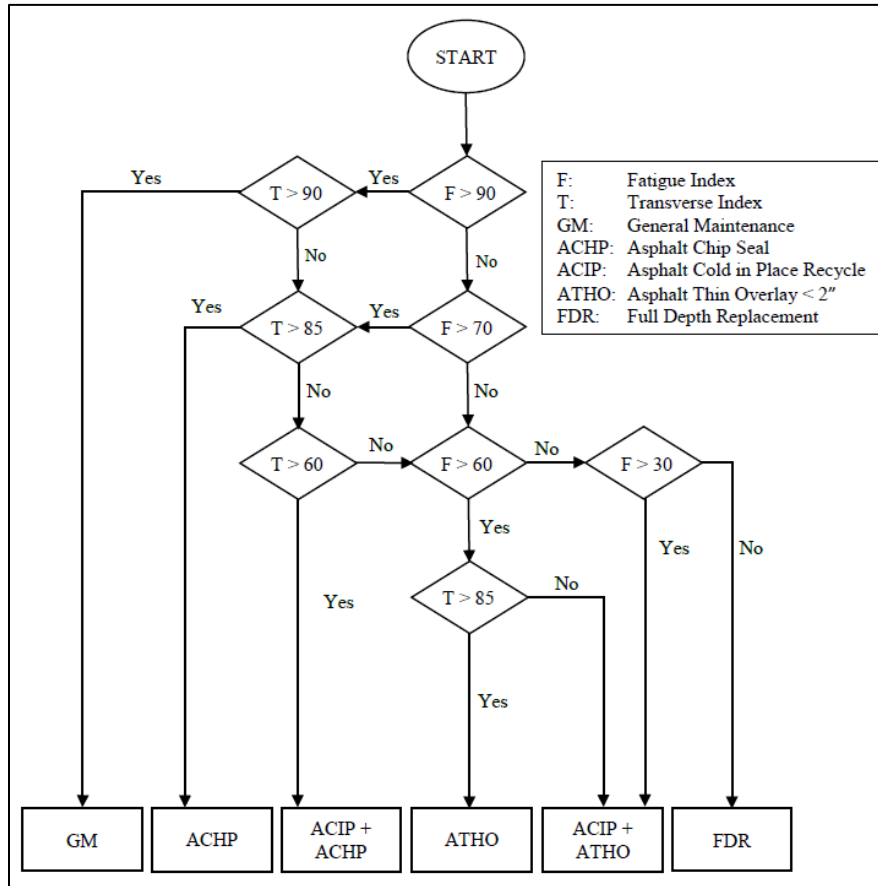 START
Yes
T > 90
Yes
F > 90
No
No
F: Fatigue Index
T: Transverse Index
GM: General Maintenance
ACHP: Asphalt Chip Seal
ACIP: Asphalt Cold in Place Recycle
ATHO: Asphalt Thin Overlay < 2″
FDR: Full Depth Replacement
Yes
T > 85
Yes
F > 70
No
No
T > 60
No
F > 60
No
F > 30
Yes
Yes
No
T > 85
No
Yes
Yes
GM
ACHP
ACIP +
ACHP
ATHO
ACIP +
ATHO
FDR